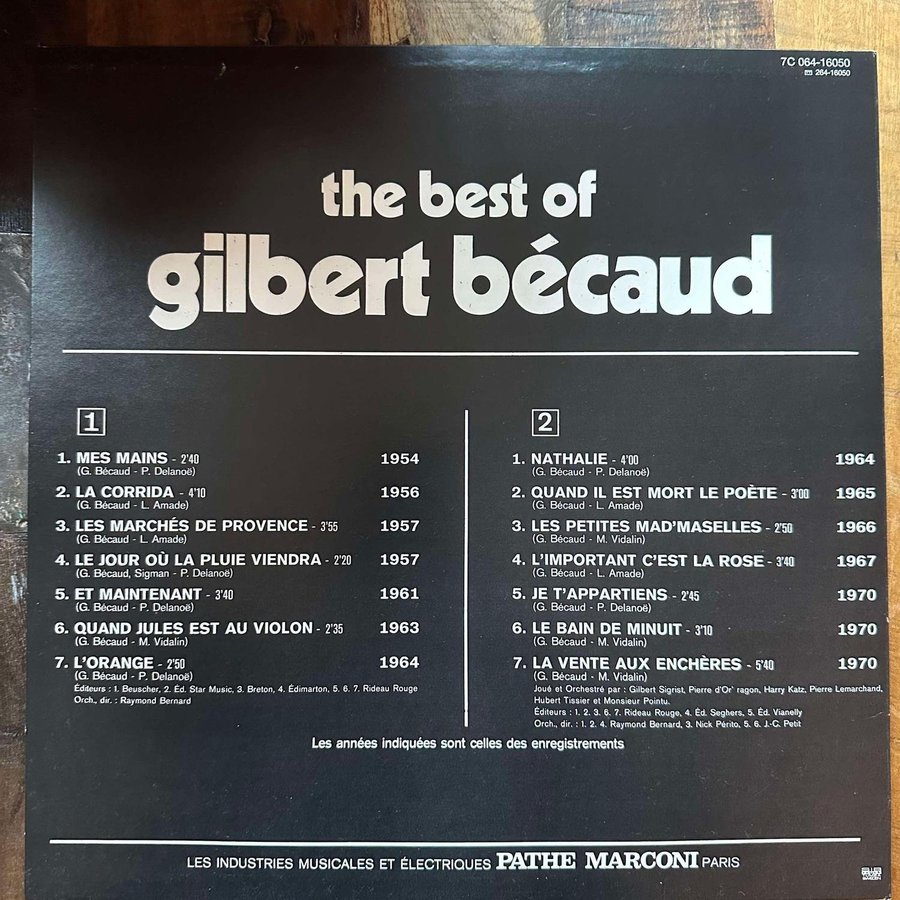 7C 064-16050
264-16050
the best of
gilbert bécaud
1
1. MES MAINS - 2'40 1954
(G. Bécaud - P. Delanoë)
2. LA CORRIDA - 4'10 1956
(G. Bécaud - L. Amade)
3. LES MARCHÉS DE PROVENCE - 3'55 1957
(G. Bécaud - L. Amade)
4. LE JOUR OÙ LA PLUIE VIENDRA - 2'20 1957
(G. Bécaud, Sigman - P. Delanoë)
5. ET MAINTENANT - 3'40 1961
(G. Bécaud - P. Delanoë)
6. QUAND JULES EST AU VIOLON - 2'35 1963
(G. Bécaud - M. Vidalin)
7. L'ORANGE - 2'50 1964
(G. Bécaud - P. Delanoë)
Éditeurs : 1. Beuscher, 2. Éd. Star Music, 3. Breton, 4. Édimarton, 5. 6. 7. Rideau Rouge
Orch., dir. : Raymond Bernard
2
1. NATHALIE - 4'00 1964
(G. Bécaud - P. Delanoë)
2. QUAND IL EST MORT LE POÈTE - 3'00 1965
(G. Bécaud - L. Amade)
3. LES PETITES MAD'MASELLES - 2'50 1966
(G. Bécaud - M. Vidalin)
4. L'IMPORTANT C'EST LA ROSE - 3'40 1967
(G. Bécaud - L. Amade)
5. JE T'APPARTIENS - 2'45 1970
(G. Bécaud - P. Delanoë)
6. LE BAIN DE MINUIT - 3'10 1970
(G. Bécaud - M. Vidalin)
7. LA VENTE AUX ENCHÈRES - 5'40 1970
(G. Bécaud - M. Vidalin)
Joué et Orchestré par : Gilbert Sigrist, Pierre d'Or' ragon, Harry Katz, Pierre Lemarchand,
Hubert Tissier et Monsieur Pointu.
Éditeurs : 1. 2. 3. 6. 7. Rideau Rouge, 4. Éd. Seghers, 5. Éd. Vianelly
Orch., dir. : 1. 2. 4. Raymond Bernard, 3. Nick Périto, 5. 6. J.-C. Petit
Les années indiquées sont celles des enregistrements
LES INDUSTRIES MUSICALES ET ÉLECTRIQUES PATHE MARCONI PARIS